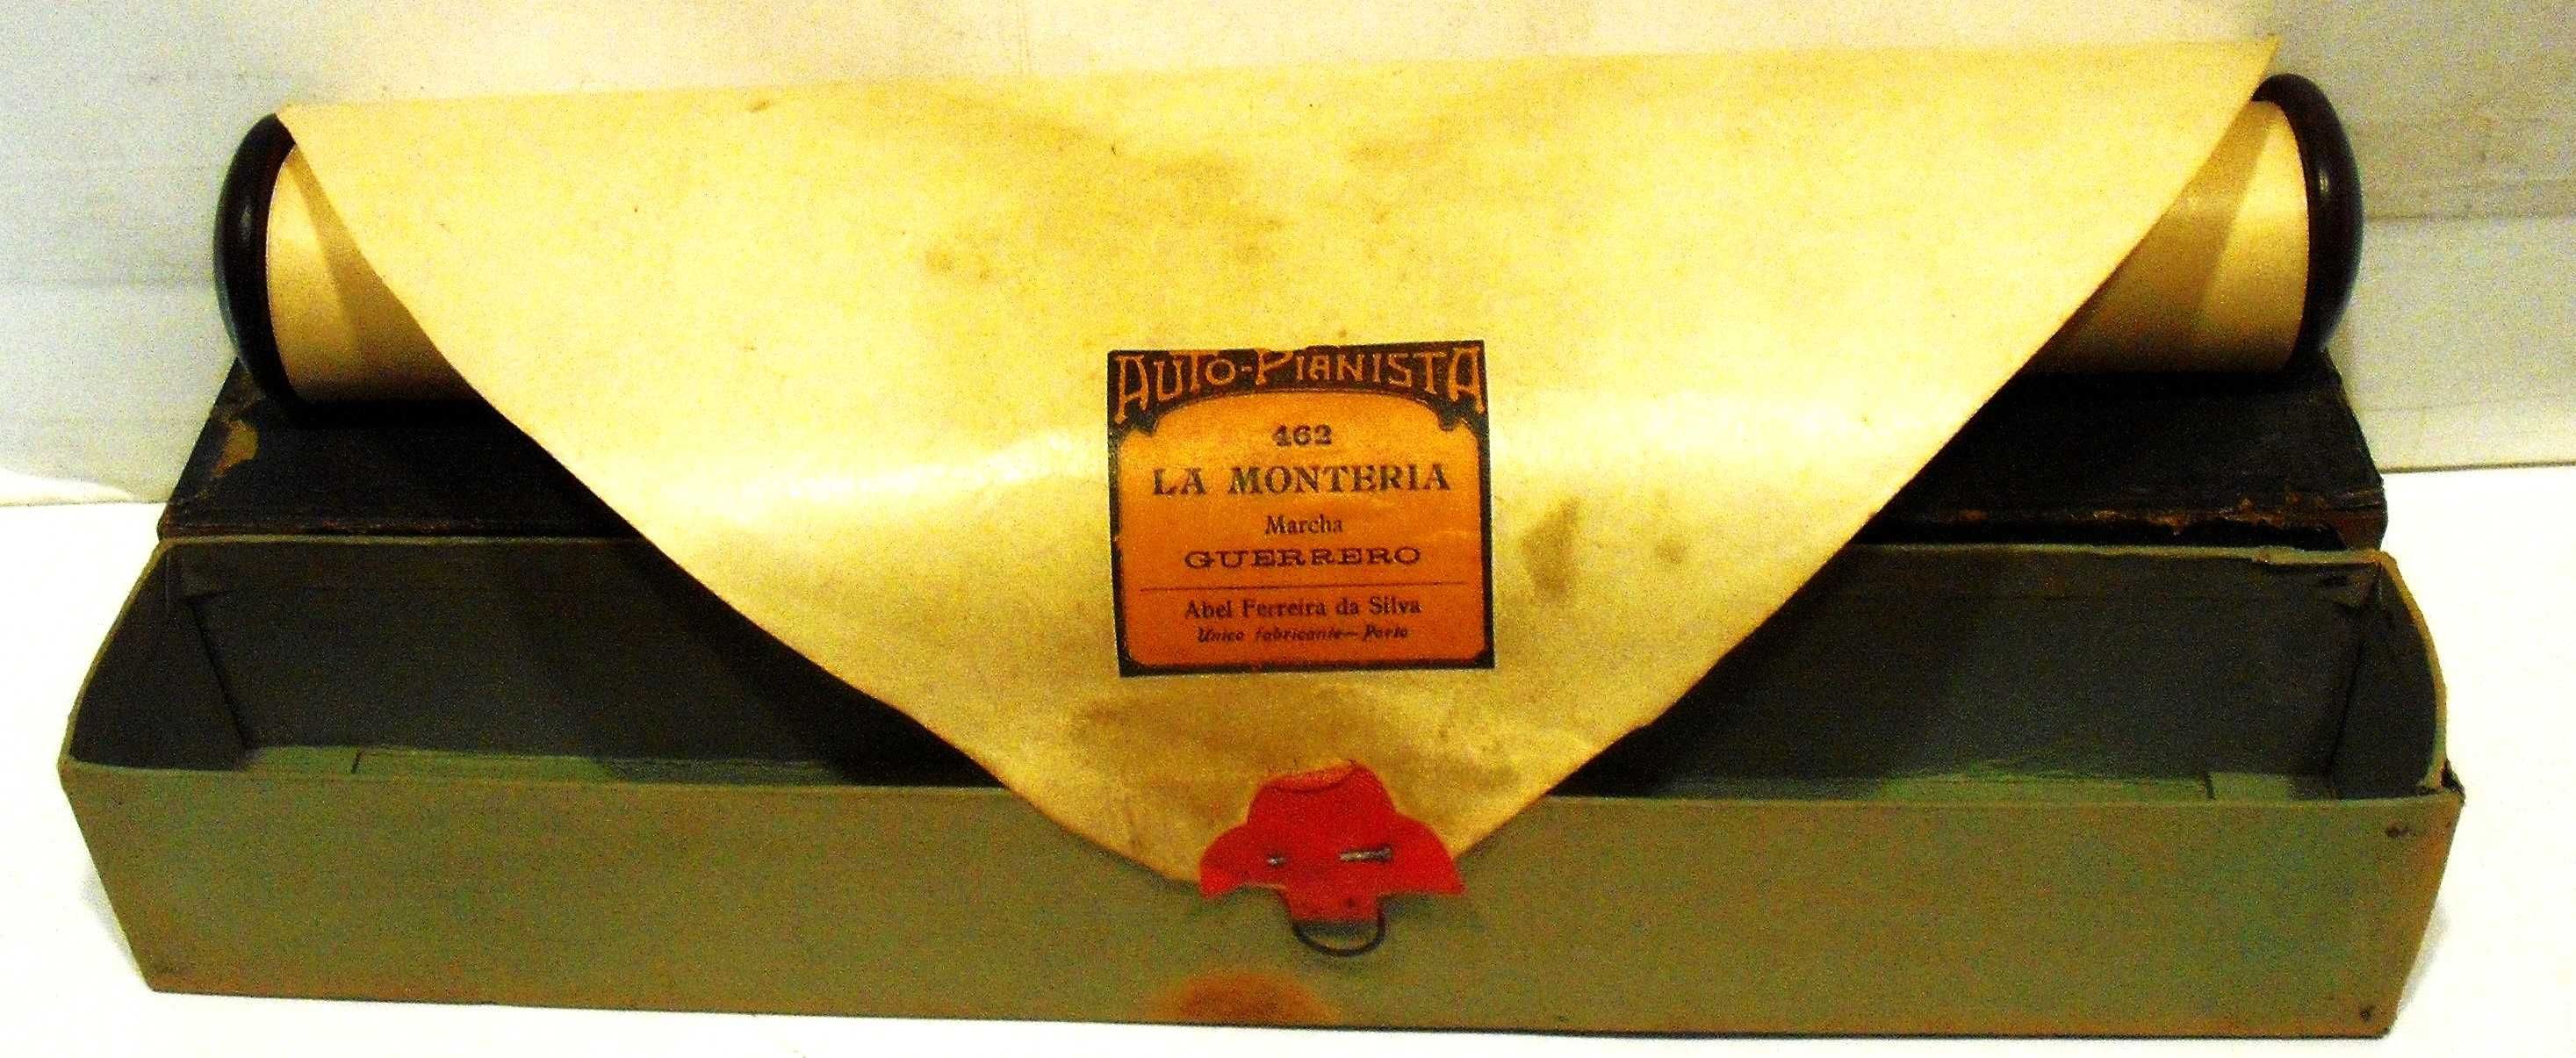 AUTO-PIANISTA
462
LA MONTERIA
Marcha
GUERRERO
Abel Ferreira da Silva
Unico fabricante—Porto